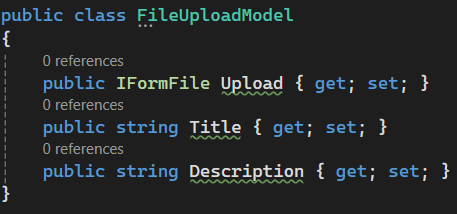 public class FileUploadModel
{
0 references
public IFormFile Upload { get; set; }
0 references
public string Title { get; set; }
0 references
public string Description { get; set; }
}